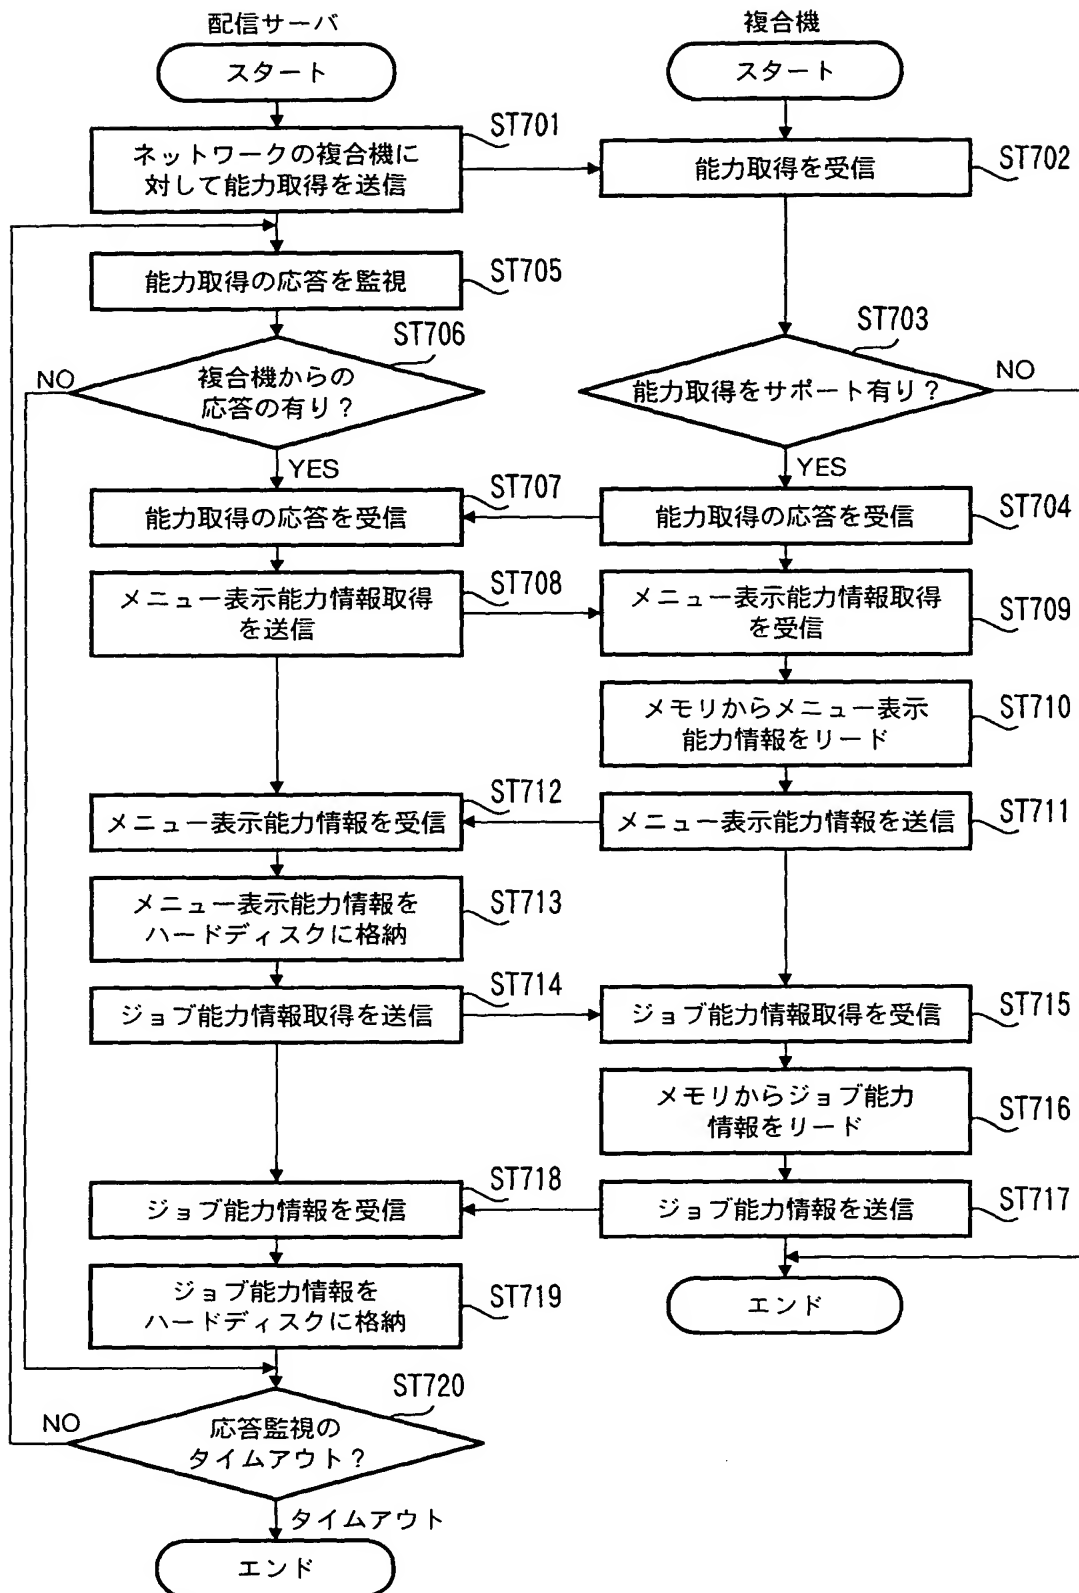 配信サーバ
スタート
ST701
ネットワークの複合機に
対して能力取得を送信
能力取得の応答を監視
ST705
ST706
NO
複合機からの
応答の有り？
YES
ST707
能力取得の応答を受信
ST708
メニュー表示能力情報取得
を送信
ST712
メニュー表示能力情報を受信
メニュー表示能力情報を
ハードディスクに格納
ST713
ST714
ジョブ能力情報取得を送信
ST718
ジョブ能力情報を受信
ジョブ能力情報を
ハードディスクに格納
ST719
ST720
NO
応答監視の
タイムアウト？
タイムアウト
エンド
複合機
スタート
能力取得を受信
ST702
ST703
能力取得をサポート有り？
NO
YES
能力取得の応答を受信
ST704
メニュー表示能力情報取得
を受信
ST709
メモリからメニュー表示
能力情報をリード
ST710
メニュー表示能力情報を送信
ST711
ジョブ能力情報取得を受信
ST715
メモリからジョブ能力
情報をリード
ST716
ジョブ能力情報を送信
ST717
エンド